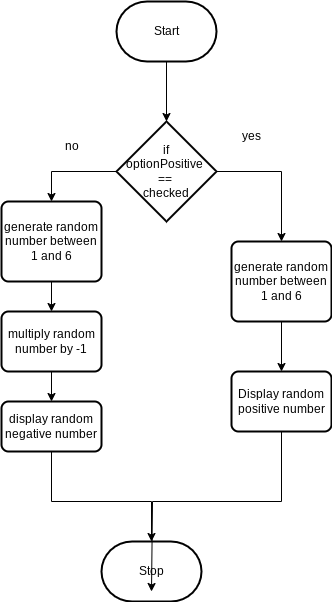 Start
if
optionPositive
==
checked
no
yes
generate random
number between
1 and 6
multiply random
number by -1
display random
negative number
generate random
number between
1 and 6
Display random
positive number
Stop